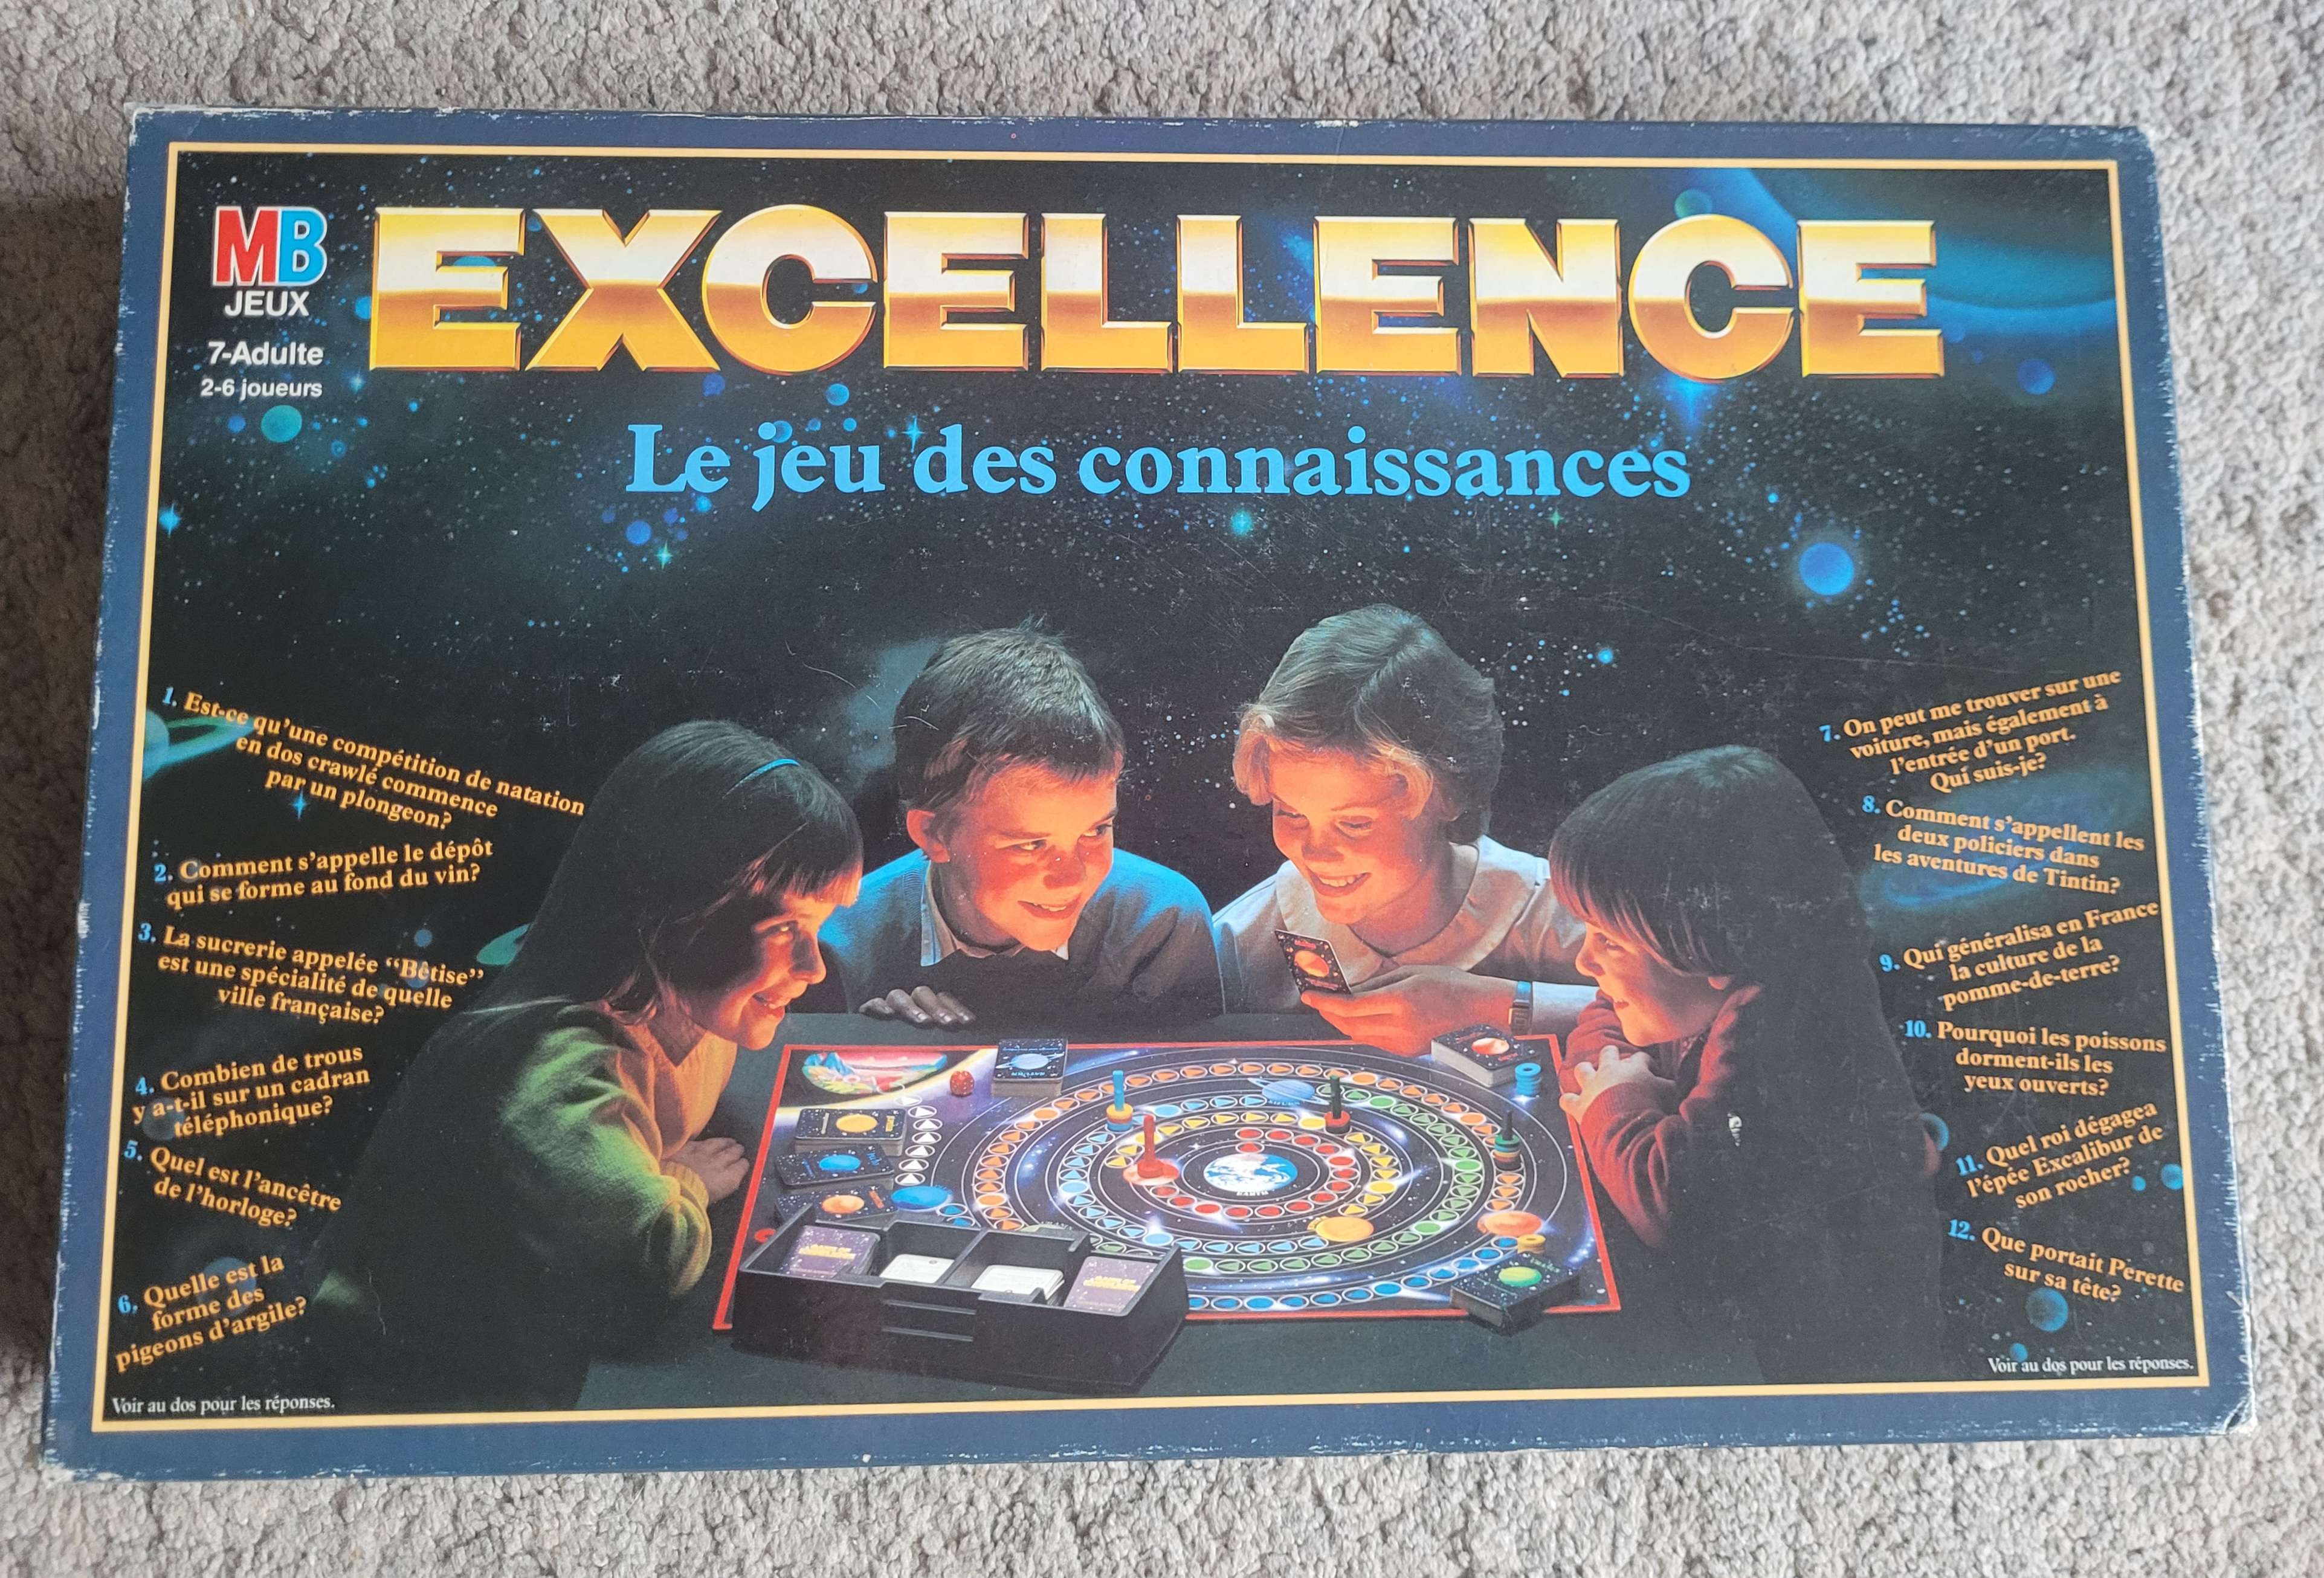 MB
JEUX
7-Adulte
2-6 joueurs
EXCELLENCE
Le jeu des connaissances
1. Est-ce qu'une compétition de natation
en dos crawlé commence
par un plongeon?
2. Comment s'appelle le dépôt
qui se forme au fond du vin?
3. La sucrerie appelée “Bêtise”
est une spécialité de quelle
ville française?
4. Combien de trous
y a-t-il sur un cadran
téléphonique?
5. Quel est l'ancêtre
de l'horloge?
6. Quelle est la
forme des
pigeons d'argile?
Voir au dos pour les réponses.
7. On peut me trouver sur une
voiture, mais également à
l'entrée d'un port.
Qui suis-je?
8. Comment s'appellent les
deux policiers dans
les aventures de Tintin?
9. Qui généralisa en France
la culture de la
pomme-de-terre?
10. Pourquoi les poissons
dorment-ils les
yeux ouverts?
11. Quel roi dégagea
l'épée Excalibur de
son rocher?
12. Que portait Perette
sur sa tête?
Voir au dos pour les réponses.
EARTH